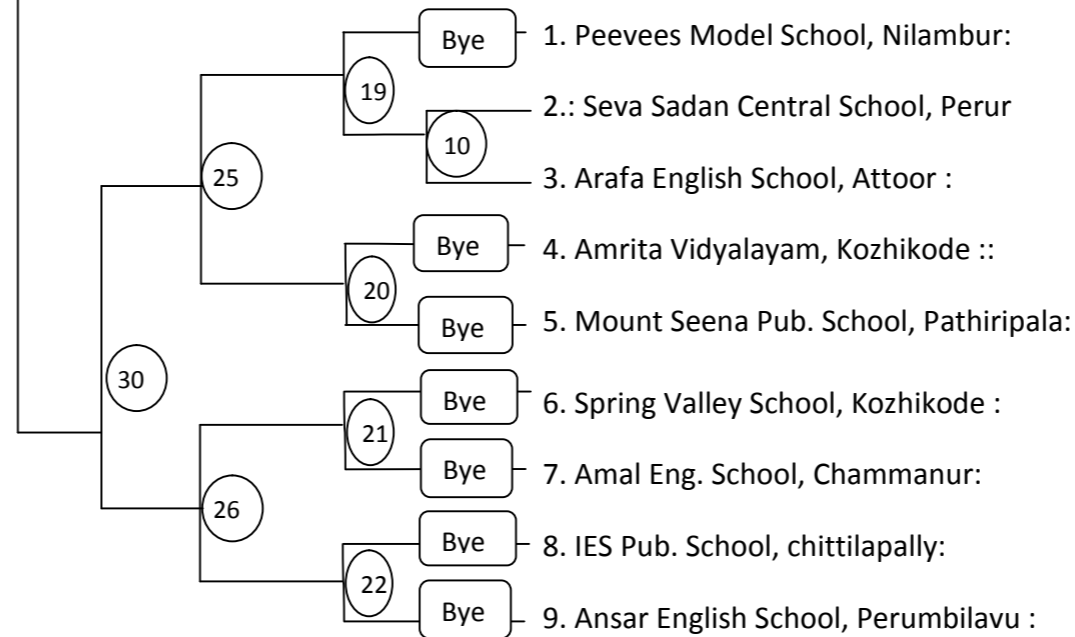 Bye 1. Peevees Model School, Nilambur:
19
2.: Seva Sadan Central School, Perur
10
25
3. Arafa English School, Attoor :
Bye 4. Amrita Vidyalayam, Kozhikode ::
20
Bye 5. Mount Seena Pub. School, Pathiripala:
30
Bye 6. Spring Valley School, Kozhikode :
21
Bye 7. Amal Eng. School, Chammanur:
26
Bye 8. IES Pub. School, chittilapally:
22
Bye 9. Ansar English School, Perumbilavu :